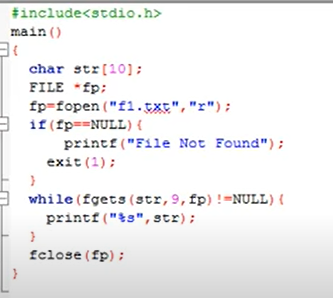 #include<stdio.h>
main()
{
char str[10];
FILE *fp;
fp=fopen("f1.txt","r");
if(fp==NULL){
printf("File Not Found");
exit(1);
}
while(fgets(str,9,fp)!=NULL){
printf("%s",str);
}
fclose(fp);
}